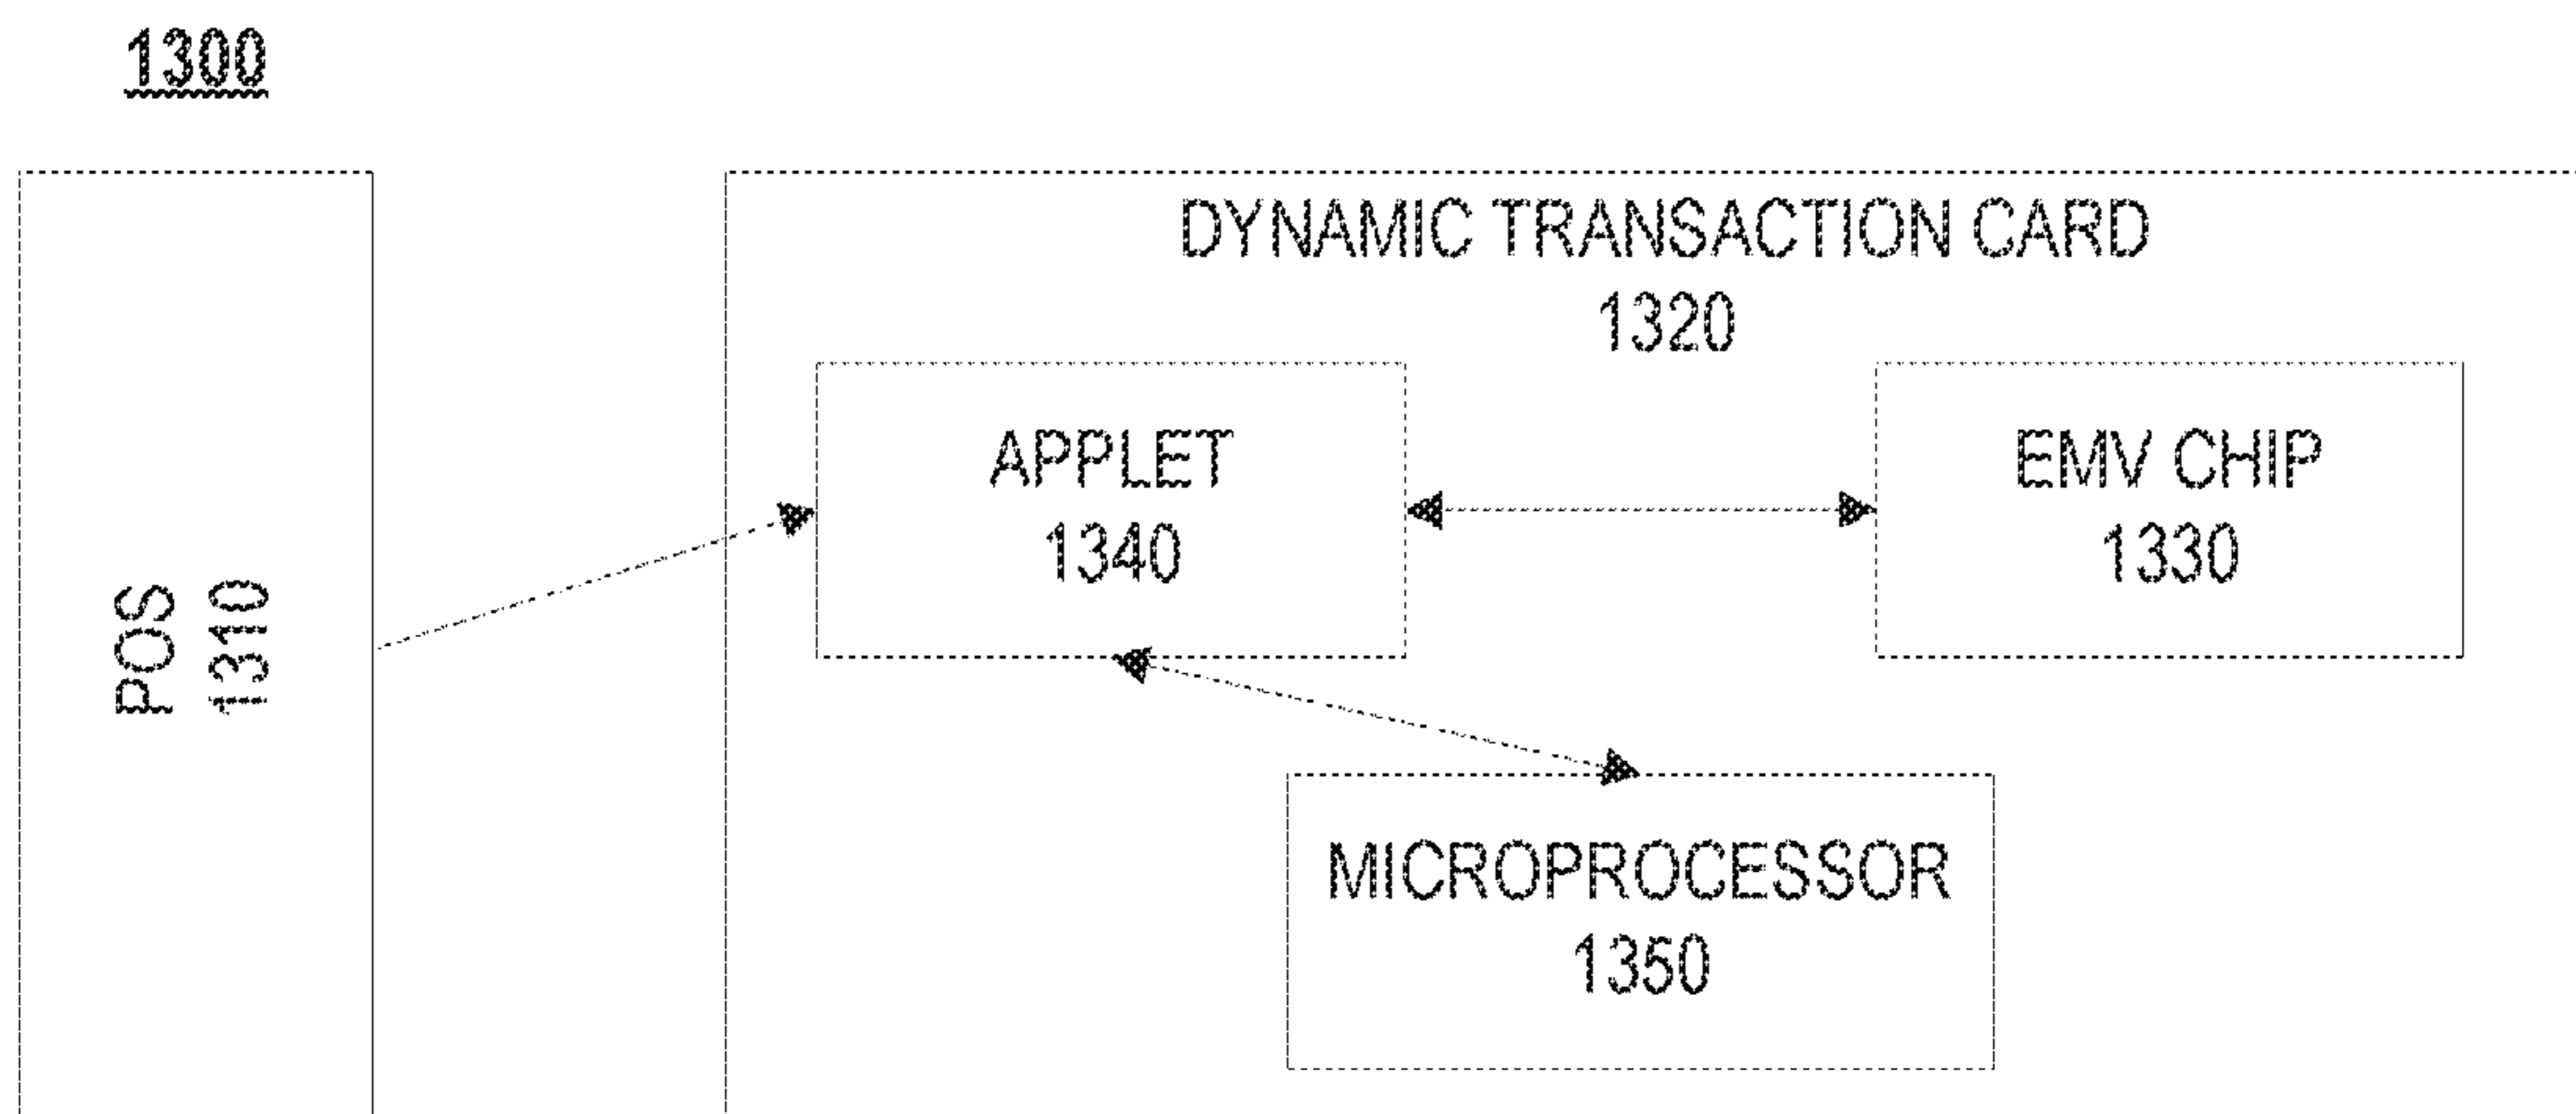 1300
POS
1310
DYNAMIC TRANSACTION CARD
1320
APPLET
1340
EMV CHIP
1330
MICROPROCESSOR
1350